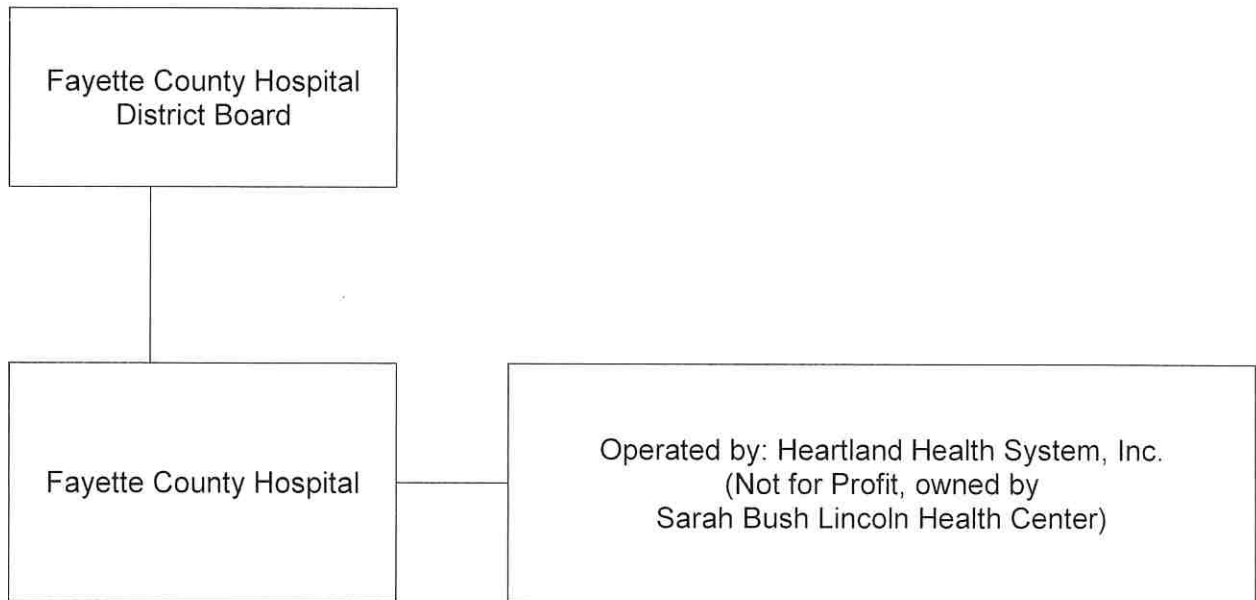 Fayette County Hospital
District Board
Fayette County Hospital
Operated by: Heartland Health System, Inc.
(Not for Profit, owned by
Sarah Bush Lincoln Health Center)